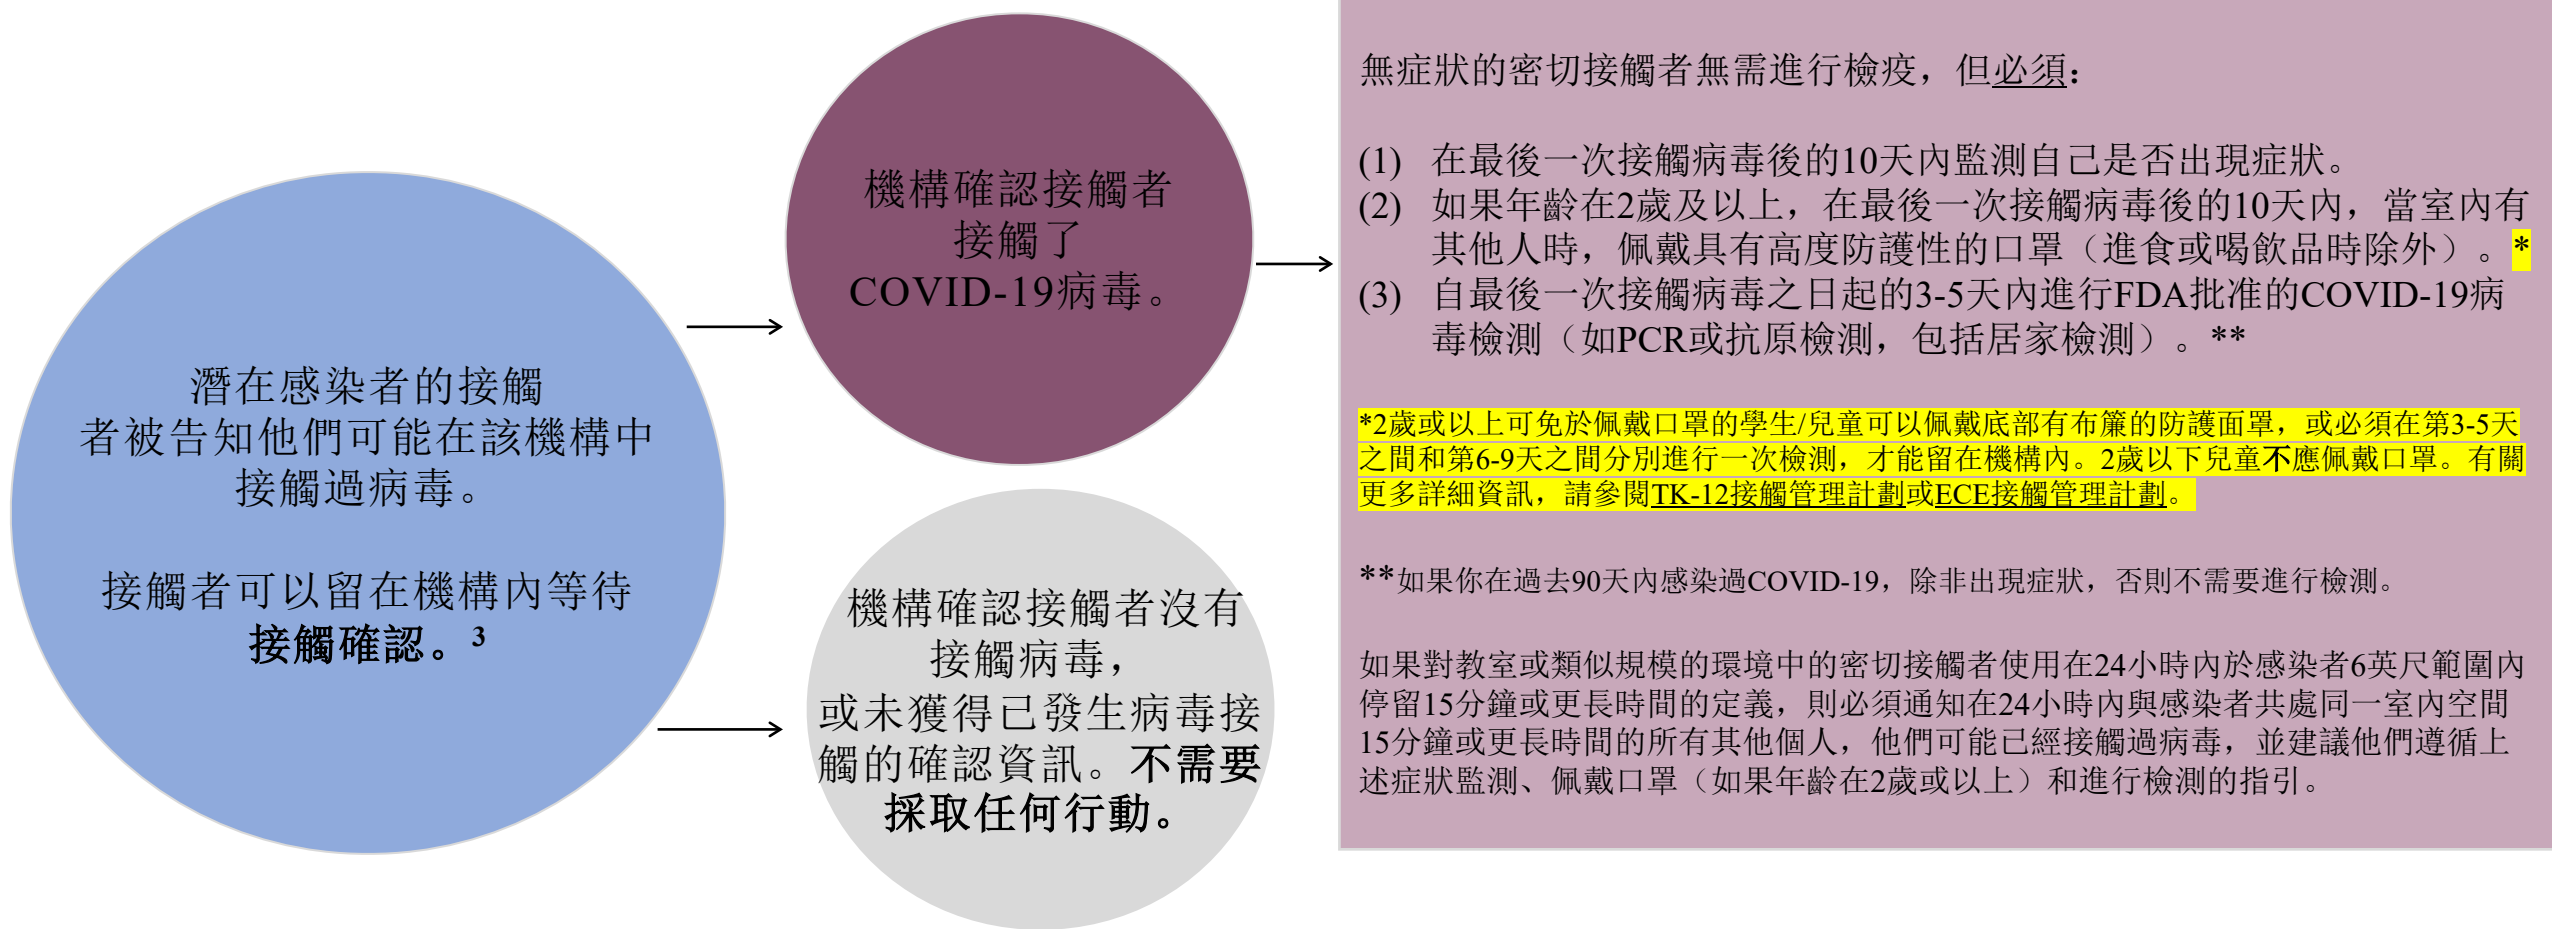 潛在感染者的接觸
者被告知他們可能在該機構中
接觸過病毒。
接觸者可以留在機構內等待
接觸確認。³
機構確認接觸者
接觸了
COVID-19病毒。
機構確認接觸者沒有
接觸病毒，
或未獲得已發生病毒接
觸的確認資訊。不需要
採取任何行動。
無症狀的密切接觸者無需進行檢疫，但必須：
(1) 在最後一次接觸病毒後的10天內監測自己是否出現症狀。
(2) 如果年齡在2歲及以上，在最後一次接觸病毒後的10天內，當室內有
其他人時，佩戴具有高度防護性的口罩（進食或喝飲品時除外）。*
(3) 自最後一次接觸病毒之日起的3-5天內進行FDA批准的COVID-19病
毒檢測（如PCR或抗原檢測，包括居家檢測）。**
*2歲或以上可免於佩戴口罩的學生/兒童可以佩戴底部有布簾的防護面罩，或必須在第3-5天
之間和第6-9天之間分別進行一次檢測，才能留在機構內。2歲以下兒童不應佩戴口罩。有關
更多詳細資訊，請參閱TK-12接觸管理計劃或ECE接觸管理計劃。
**如果你在過去90天內感染過COVID-19，除非出現症狀，否則不需要進行檢測。
如果對教室或類似規模的環境中的密切接觸者使用在24小時內於感染者6英尺範圍內
停留15分鐘或更長時間的定義，則必須通知在24小時內與感染者共處同一室內空間
15分鐘或更長時間的所有其他個人，他們可能已經接觸過病毒，並建議他們遵循上
述症狀監測、佩戴口罩（如果年齡在2歲或以上）和進行檢測的指引。